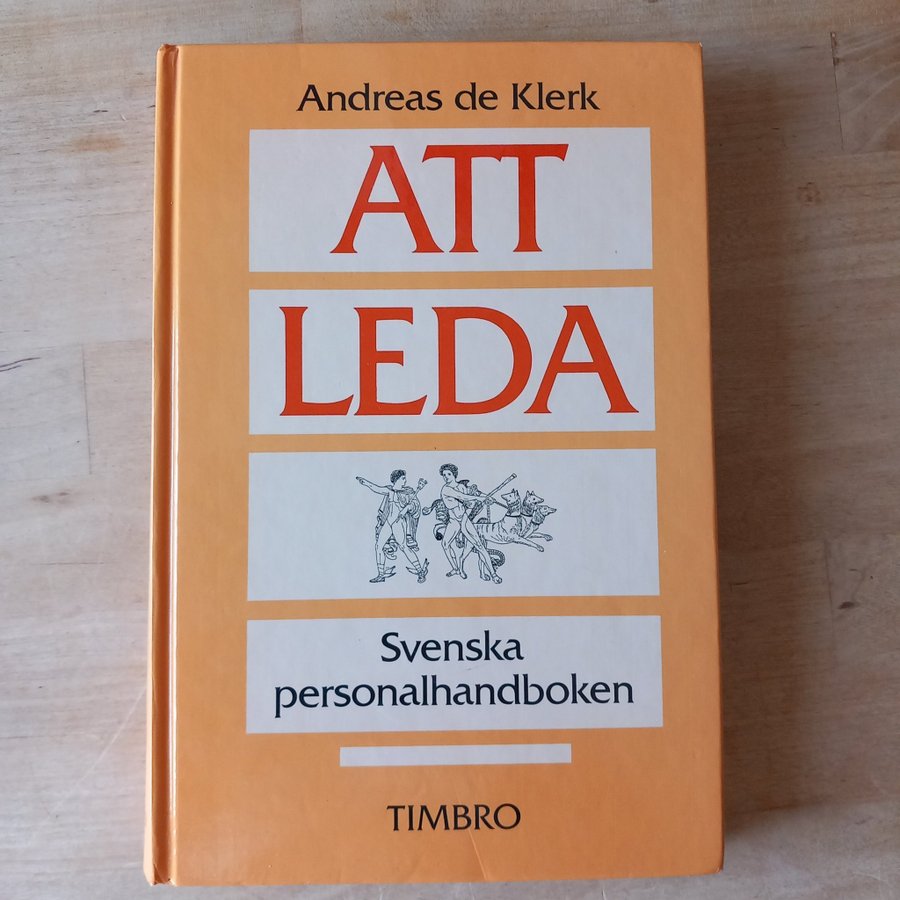 Andreas de Klerk
ATT
LEDA
Svenska
personalhandboken
TIMBRO